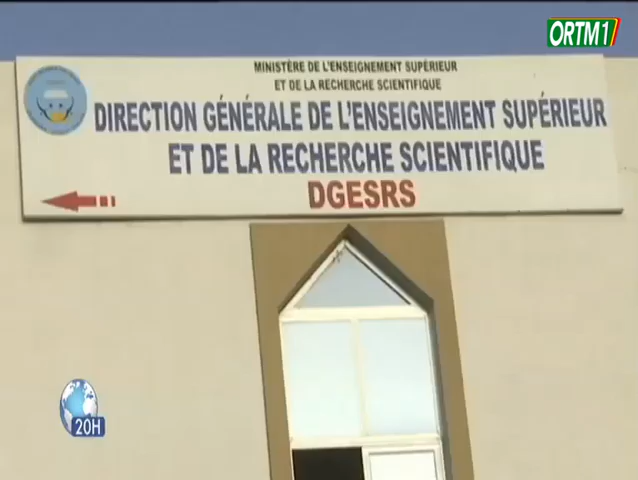 ORTM1
MINISTÈRE DE L'ENSEIGNEMENT SUPÉRIEUR
ET DE LA RECHERCHE SCIENTIFIQUE
DIRECTION GÉNÉRALE DE L'ENSEIGNEMENT SUPÉRIEUR
ET DE LA RECHERCHE SCIENTIFIQUE
DGESRS
20H